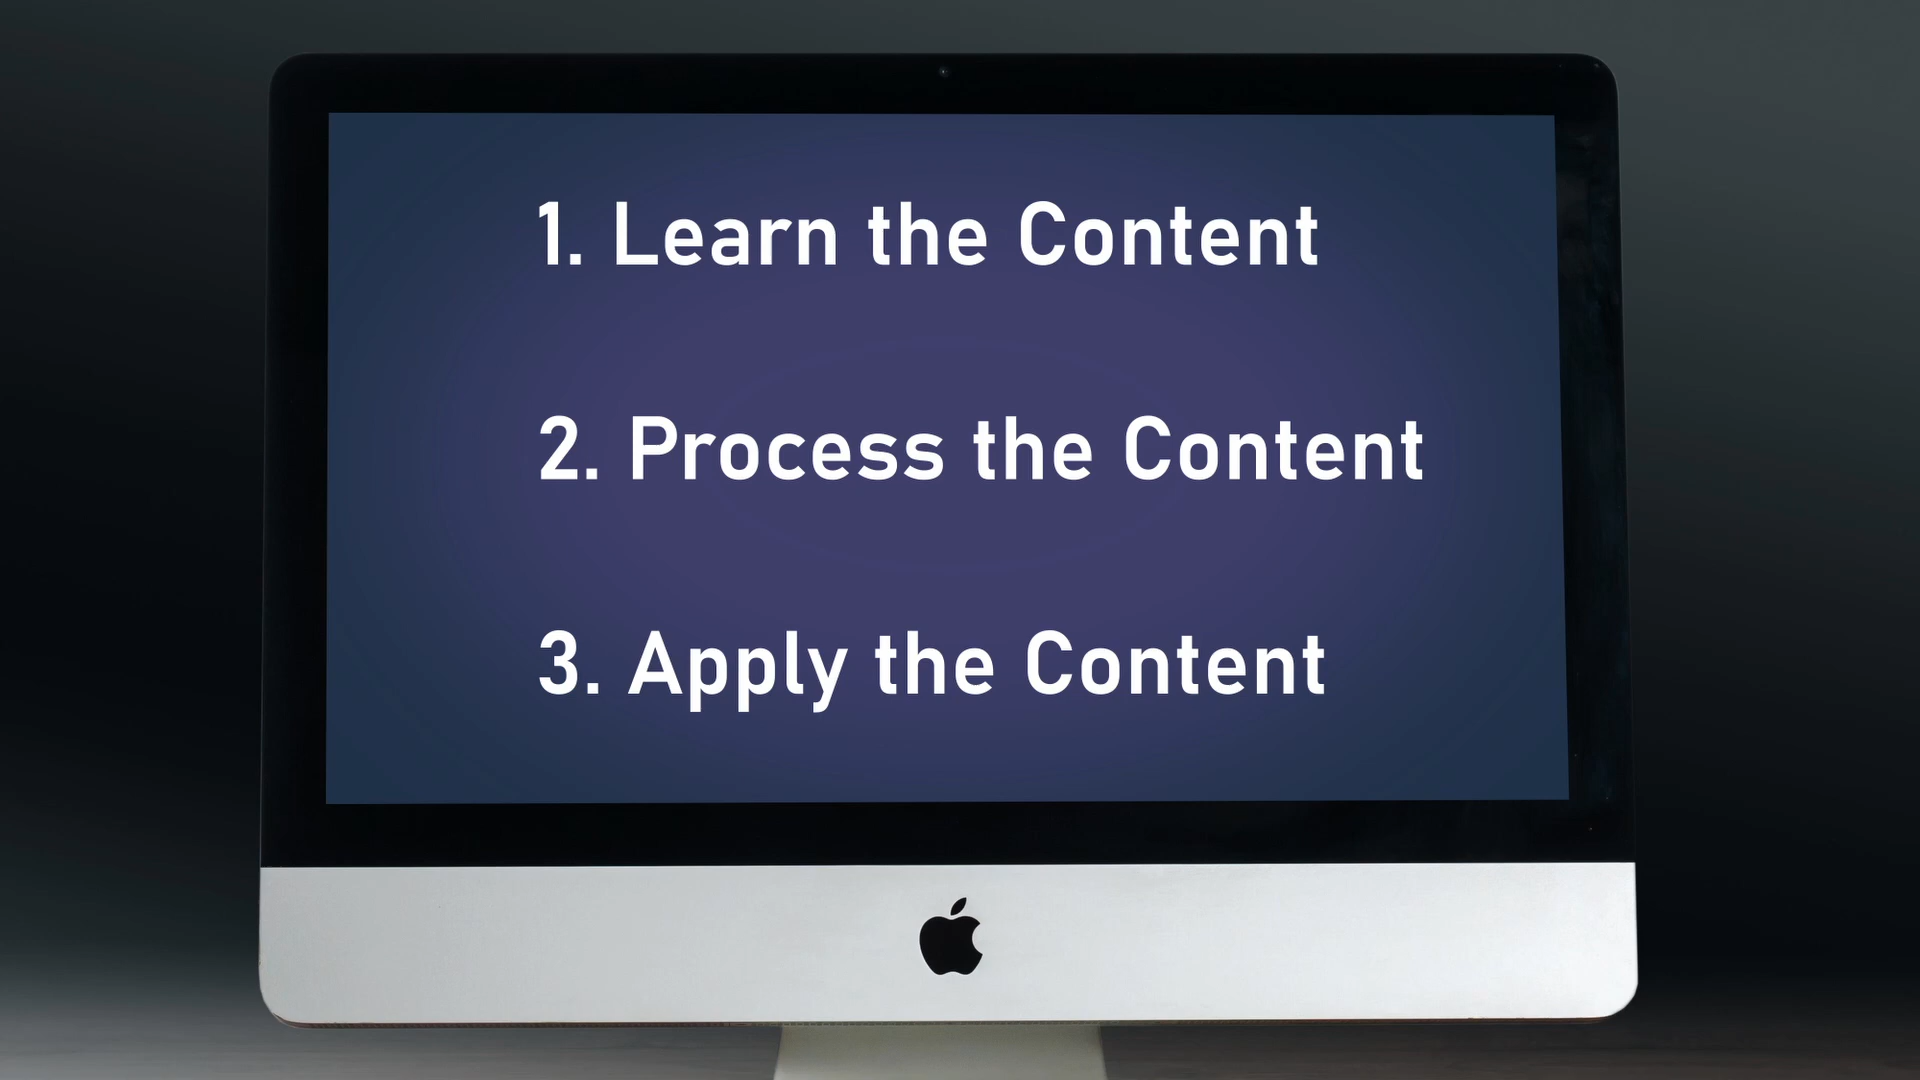 1. Learn the Content
2. Process the Content
3. Apply the Content